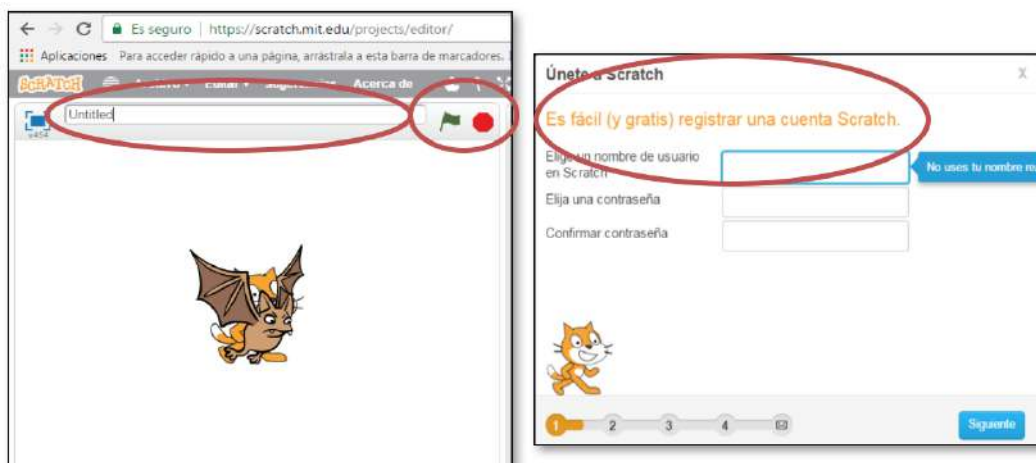 Es seguro | https://scratch.mit.edu/projects/editor/
Aplicaciones Para acceder rápido a una página, arrástrala a esta barra de marcadores.
SCRATCH Acerca de
Untitled
v454
Únete a Scratch
X
Es fácil (y gratis) registrar una cuenta Scratch.
Elige un nombre de usuario
en Scratch
No uses tu nombre
Elija una contraseña
Confirmar contraseña
1 2 3 4
Siguiente